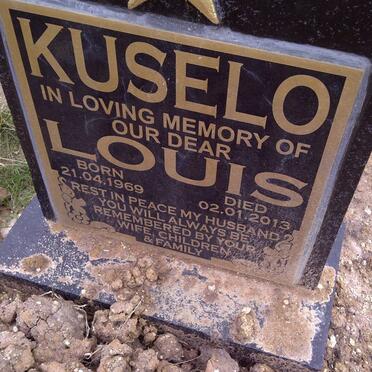 KUSELO
IN LOVING MEMORY OF
OUR DEAR
LOUIS
BORN DIED
21.04.1969 02.01.2013
REST IN PEACE MY HUSBAND
YOU WILL ALWAYS BE
REMEMBERED BY YOUR
WIFE, CHILDREN
& FAMILY